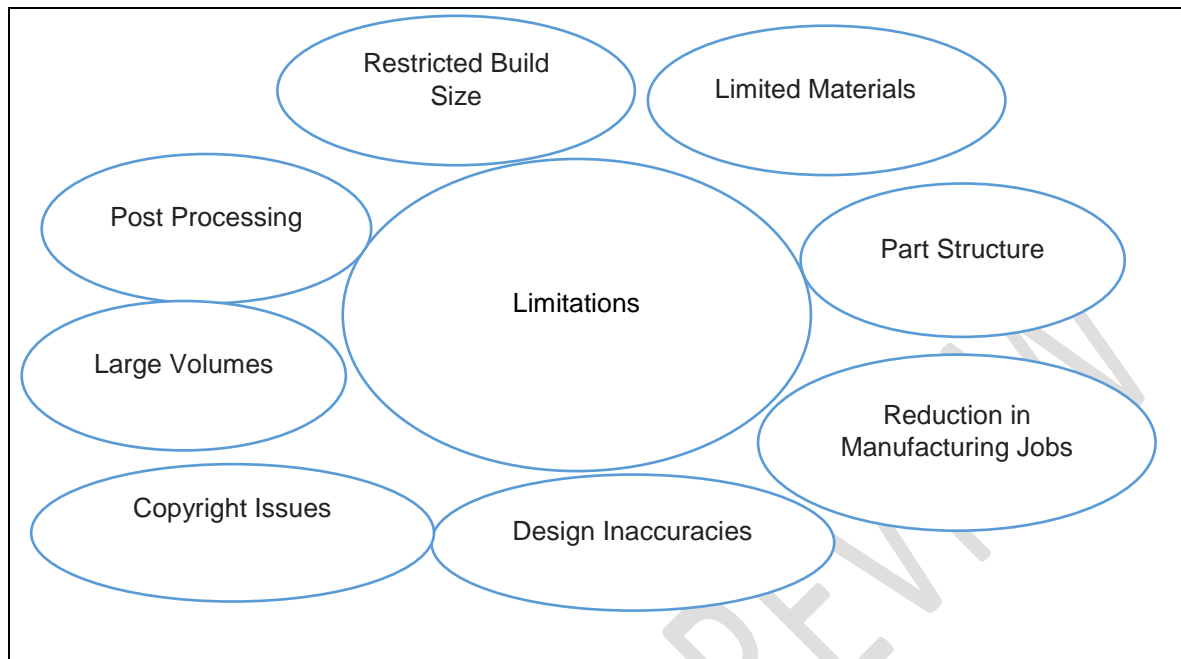 Restricted Build
Size
Limited Materials
Post Processing
Part Structure
Limitations
Large Volumes
Reduction in
Manufacturing Jobs
Copyright Issues
Design Inaccuracies